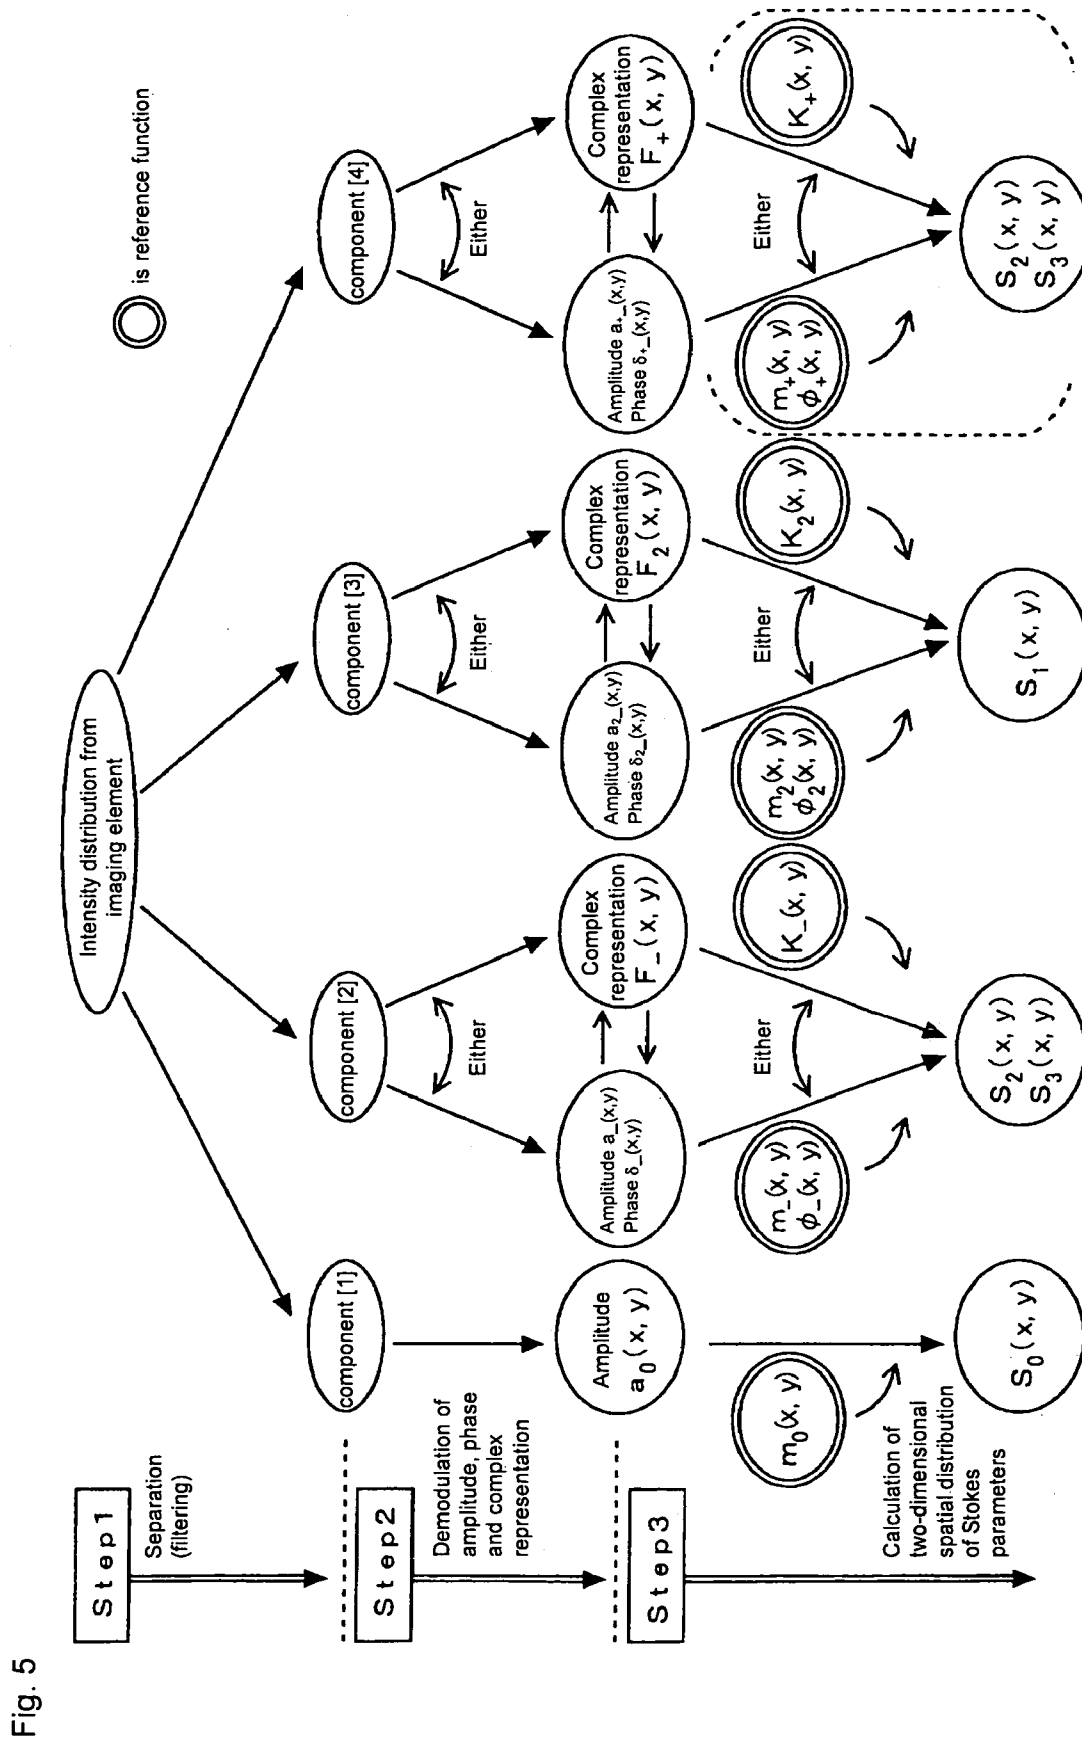 Fig. 5
Step1
Separation
(filtering)
Step2
Demodulation of
amplitude, phase
and complex
representation
Step3
Calculation of
two-dimensional
spatial distribution
of Stokes
parameters
Intensity distribution from
imaging element
is reference function
component [1]
component [2]
component [3]
component [4]
Either
Either
Either
Amplitude
a0(x, y)
Amplitude a_(x,y)
Phase δ_(x,y)
Complex
representation
F_(x, y)
Amplitude a2_(x,y)
Phase δ2_(x,y)
Complex
representation
F2(x, y)
Amplitude a+_(x,y)
Phase δ+_(x,y)
Complex
representation
F+(x, y)
m0(x, y)
m_(x, y)
ϕ_(x, y)
Either
K_(x, y)
m2(x, y)
ϕ2(x, y)
Either
K2(x, y)
m+(x, y)
ϕ+(x, y)
Either
K+(x, y)
S0(x, y)
S2(x, y)
S3(x, y)
S1(x, y)
S2(x, y)
S3(x, y)